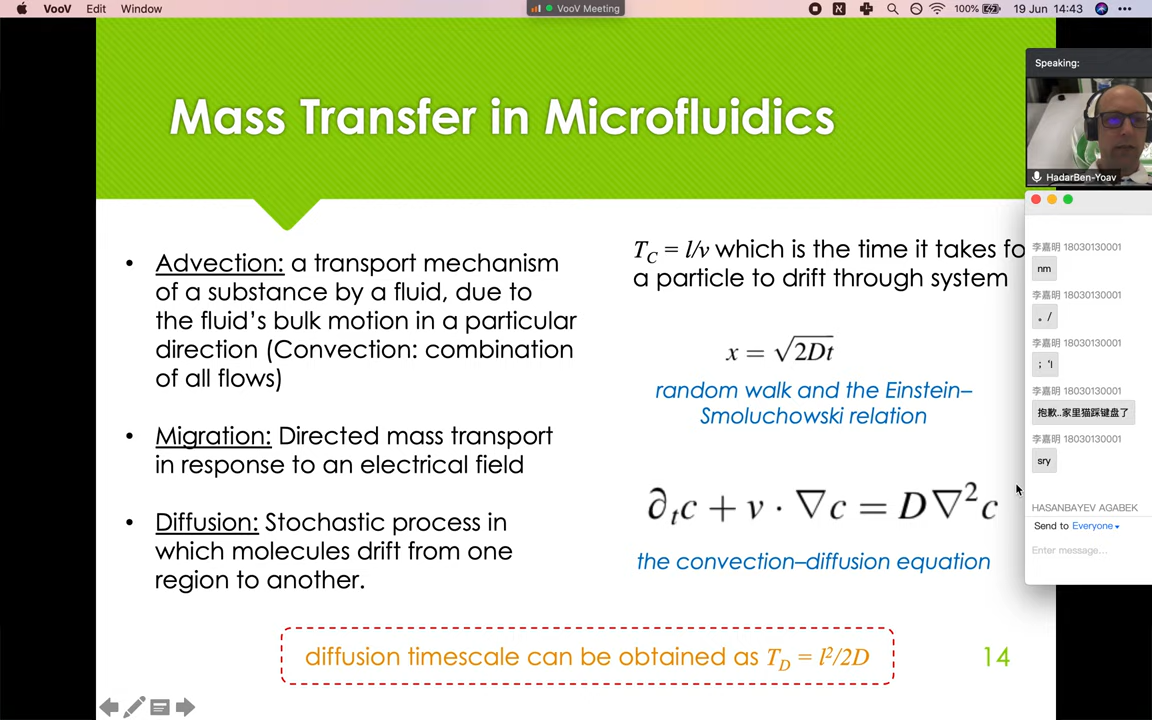 VooV Edit Window
VooV Meeting
100% 19 Jun 14:43
Mass Transfer in Microfluidics
Speaking:
HadarBen-Yoav
• Advection: a transport mechanism
of a substance by a fluid, due to
the fluid's bulk motion in a particular
direction (Convection: combination
of all flows)
• Migration: Directed mass transport
in response to an electrical field
• Diffusion: Stochastic process in
which molecules drift from one
region to another.
T_C = l/v which is the time it takes fo
a particle to drift through system
x = √2Dt
random walk and the Einstein–
Smoluchowski relation
∂_t c + v · ∇c = D∇²c
the convection–diffusion equation
diffusion timescale can be obtained as T_D = l²/2D
14
李嘉明 18030130001
nm
李嘉明 18030130001
。/
李嘉明 18030130001
；'l
李嘉明 18030130001
抱歉..家里猫踩键盘了
李嘉明 18030130001
sry
HASANBAYEV AGABEK
Send to Everyone
Enter message...